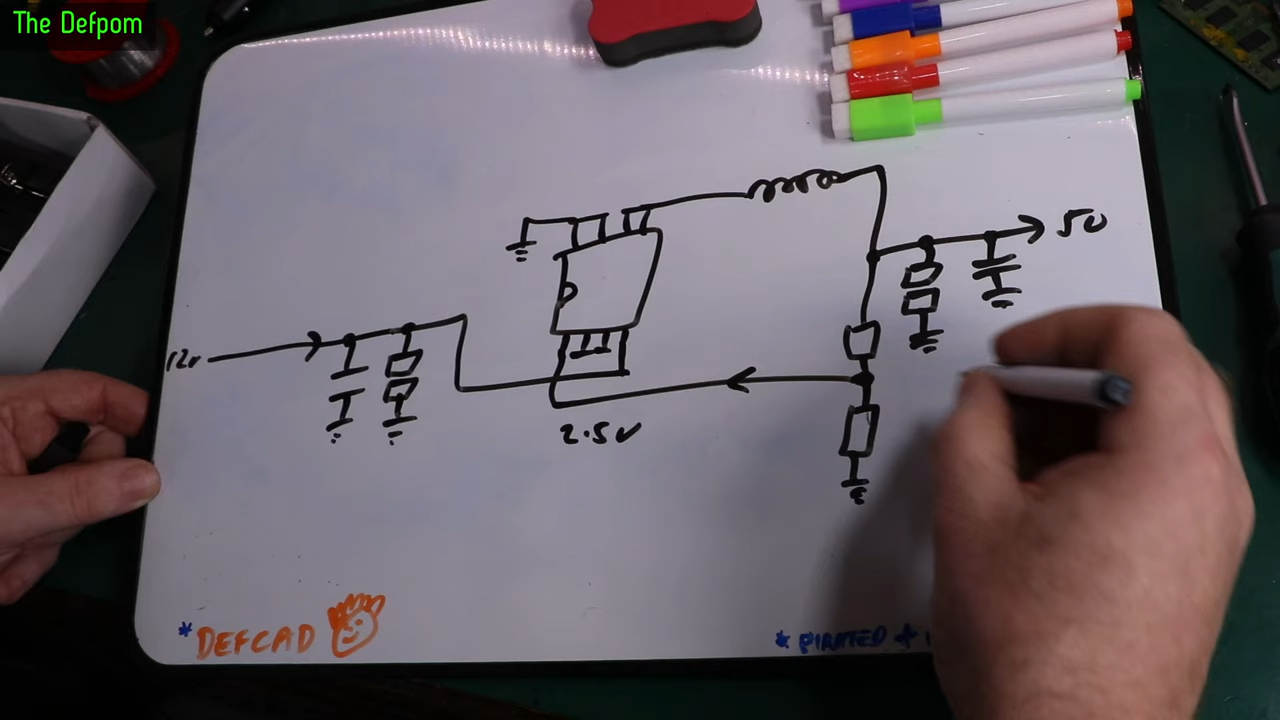 The Defpom
5V
12v
2.5V
* DEFCAD
* PIRATED +